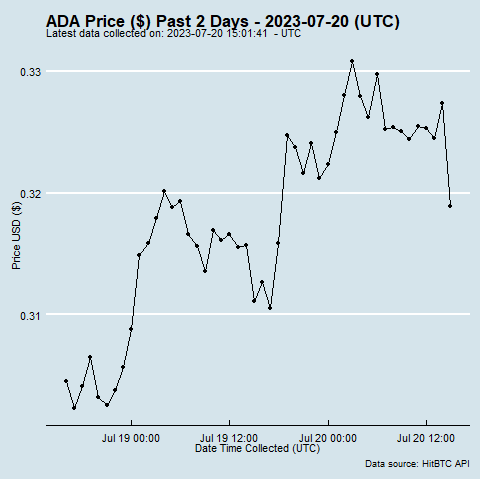 ADA Price ($) Past 2 Days - 2023-07-20 (UTC)
Latest data collected on: 2023-07-20 15:01:41 - UTC
0.33
0.32
0.31
Price USD ($)
Jul 19 00:00 Jul 19 12:00 Jul 20 00:00 Jul 20 12:00
Date Time Collected (UTC)
Data source: HitBTC API